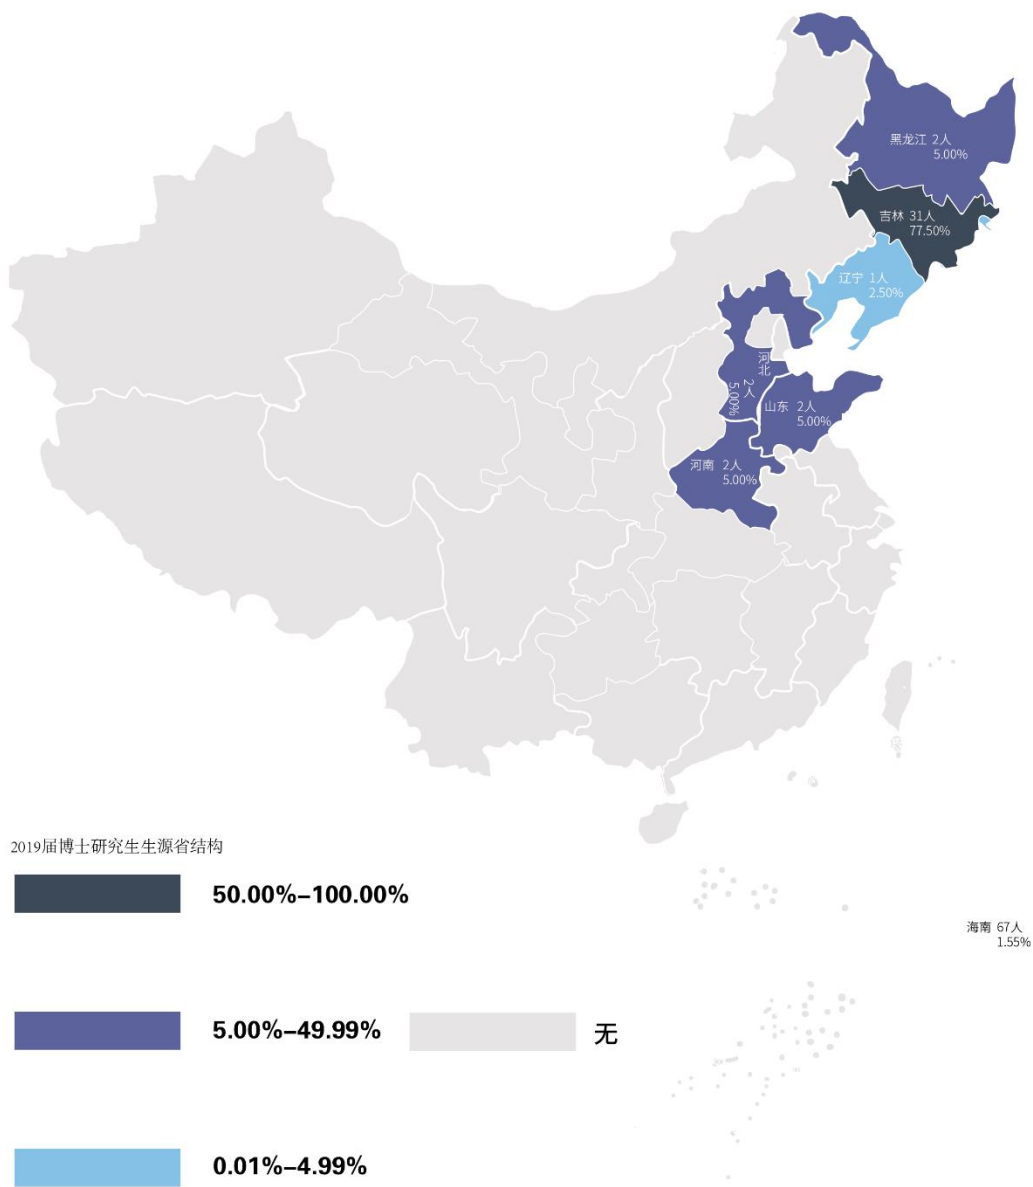 黑龙江 2人
5.00%
吉林 31人
77.50%
辽宁 1人
2.50%
河北
2人
5.00%
山东 2人
5.00%
河南 2人
5.00%
2019届博士研究生生源省结构
50.00%–100.00%
海南 67人
1.55%
5.00%–49.99%
无
0.01%–4.99%